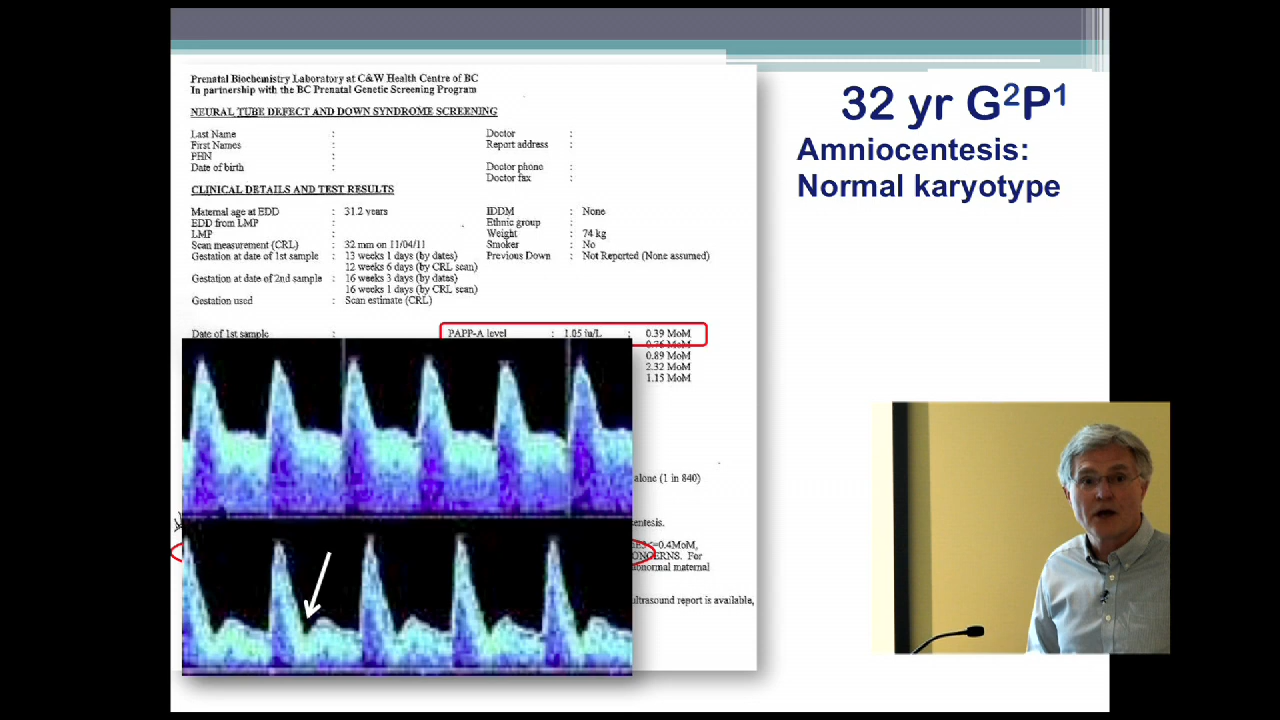 Prenatal Biochemistry Laboratory at C&W Health Centre of BC
In partnership with the BC Prenatal Genetic Screening Program
NEURAL TUBE DEFECT AND DOWN SYNDROME SCREENING
Last Name :
First Names :
PHN :
Date of birth :
Doctor :
Report address :
Doctor phone :
Doctor fax :
CLINICAL DETAILS AND TEST RESULTS
Maternal age at EDD : 31.2 years
EDD from LMP :
LMP :
Scan measurement (CRL) : 32 mm on 11/04/11
Gestation at date of 1st sample : 13 weeks 1 days (by dates)
12 weeks 6 days (by CRL scan)
Gestation at date of 2nd sample : 16 weeks 3 days (by dates)
16 weeks 1 days (by CRL scan)
Gestation used : Scan estimate (CRL)
IDDM : None
Ethnic group :
Weight : 74 kg
Smoker : No
Previous Down : Not Reported (None assumed)
Date of 1st sample :
PAPP-A level : 1.05 iu/L : 0.39 MoM
0.76 MoM
0.89 MoM
2.32 MoM
1.15 MoM
alone (1 in 840)
<=0.4MoM,
For
abnormal maternal
ultrasound report is available,
32 yr G²P¹
Amniocentesis:
Normal karyotype